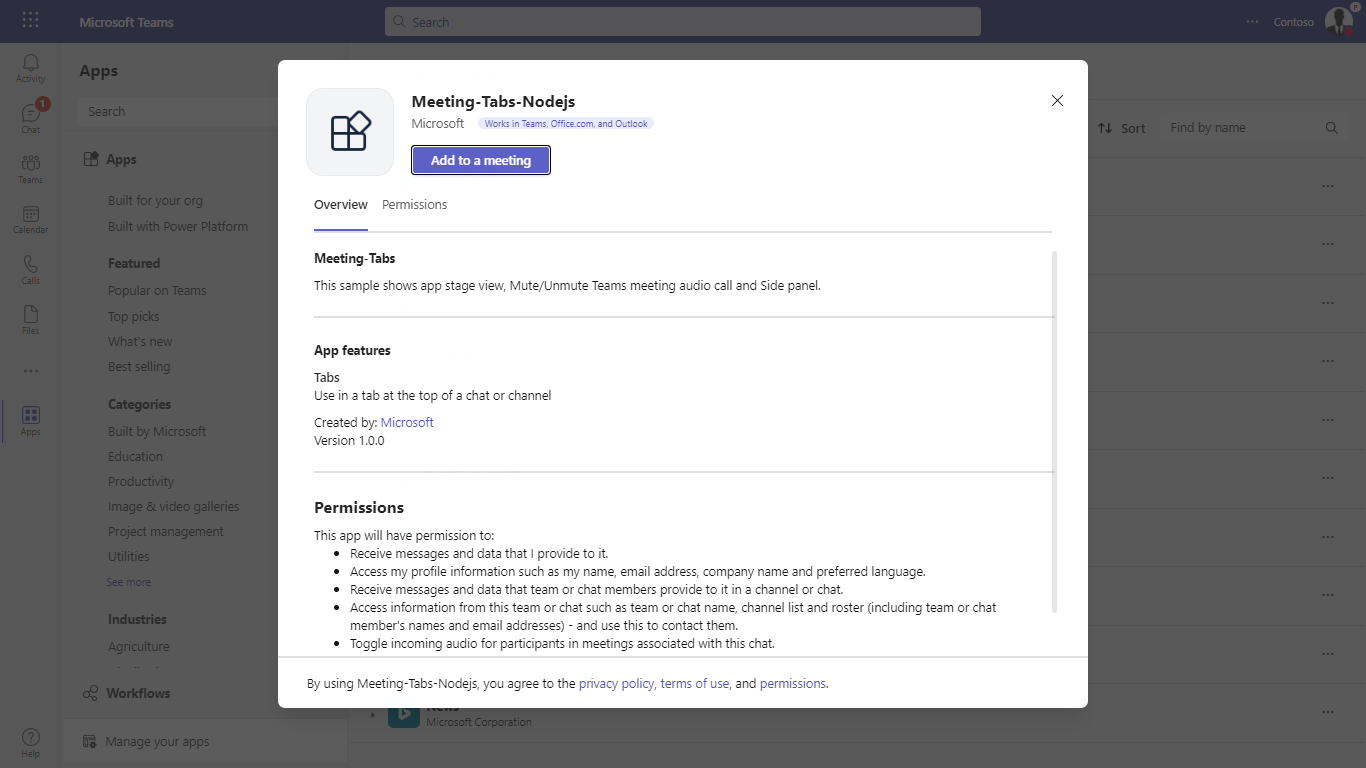 Microsoft Teams
Search
Contoso
P
Activity
Chat
1
Teams
Calendar
Calls
Files
Apps
Help
Apps
Search
Apps
Built for your org
Built with Power Platform
Featured
Popular on Teams
Top picks
What's new
Best selling
Categories
Built by Microsoft
Education
Productivity
Image & video galleries
Project management
Utilities
See more
Industries
Agriculture
Workflows
Manage your apps
Sort
Find by name
Meeting-Tabs-Nodejs
Microsoft
Works in Teams, Office.com, and Outlook
Add to a meeting
Overview
Permissions
Meeting-Tabs
This sample shows app stage view, Mute/Unmute Teams meeting audio call and Side panel.
App features
Tabs
Use in a tab at the top of a chat or channel
Created by: Microsoft
Version 1.0.0
Permissions
This app will have permission to:
• Receive messages and data that I provide to it.
• Access my profile information such as my name, email address, company name and preferred language.
• Receive messages and data that team or chat members provide to it in a channel or chat.
• Access information from this team or chat such as team or chat name, channel list and roster (including team or chat
member's names and email addresses) - and use this to contact them.
• Toggle incoming audio for participants in meetings associated with this chat.
By using Meeting-Tabs-Nodejs, you agree to the privacy policy, terms of use, and permissions.
News
Microsoft Corporation